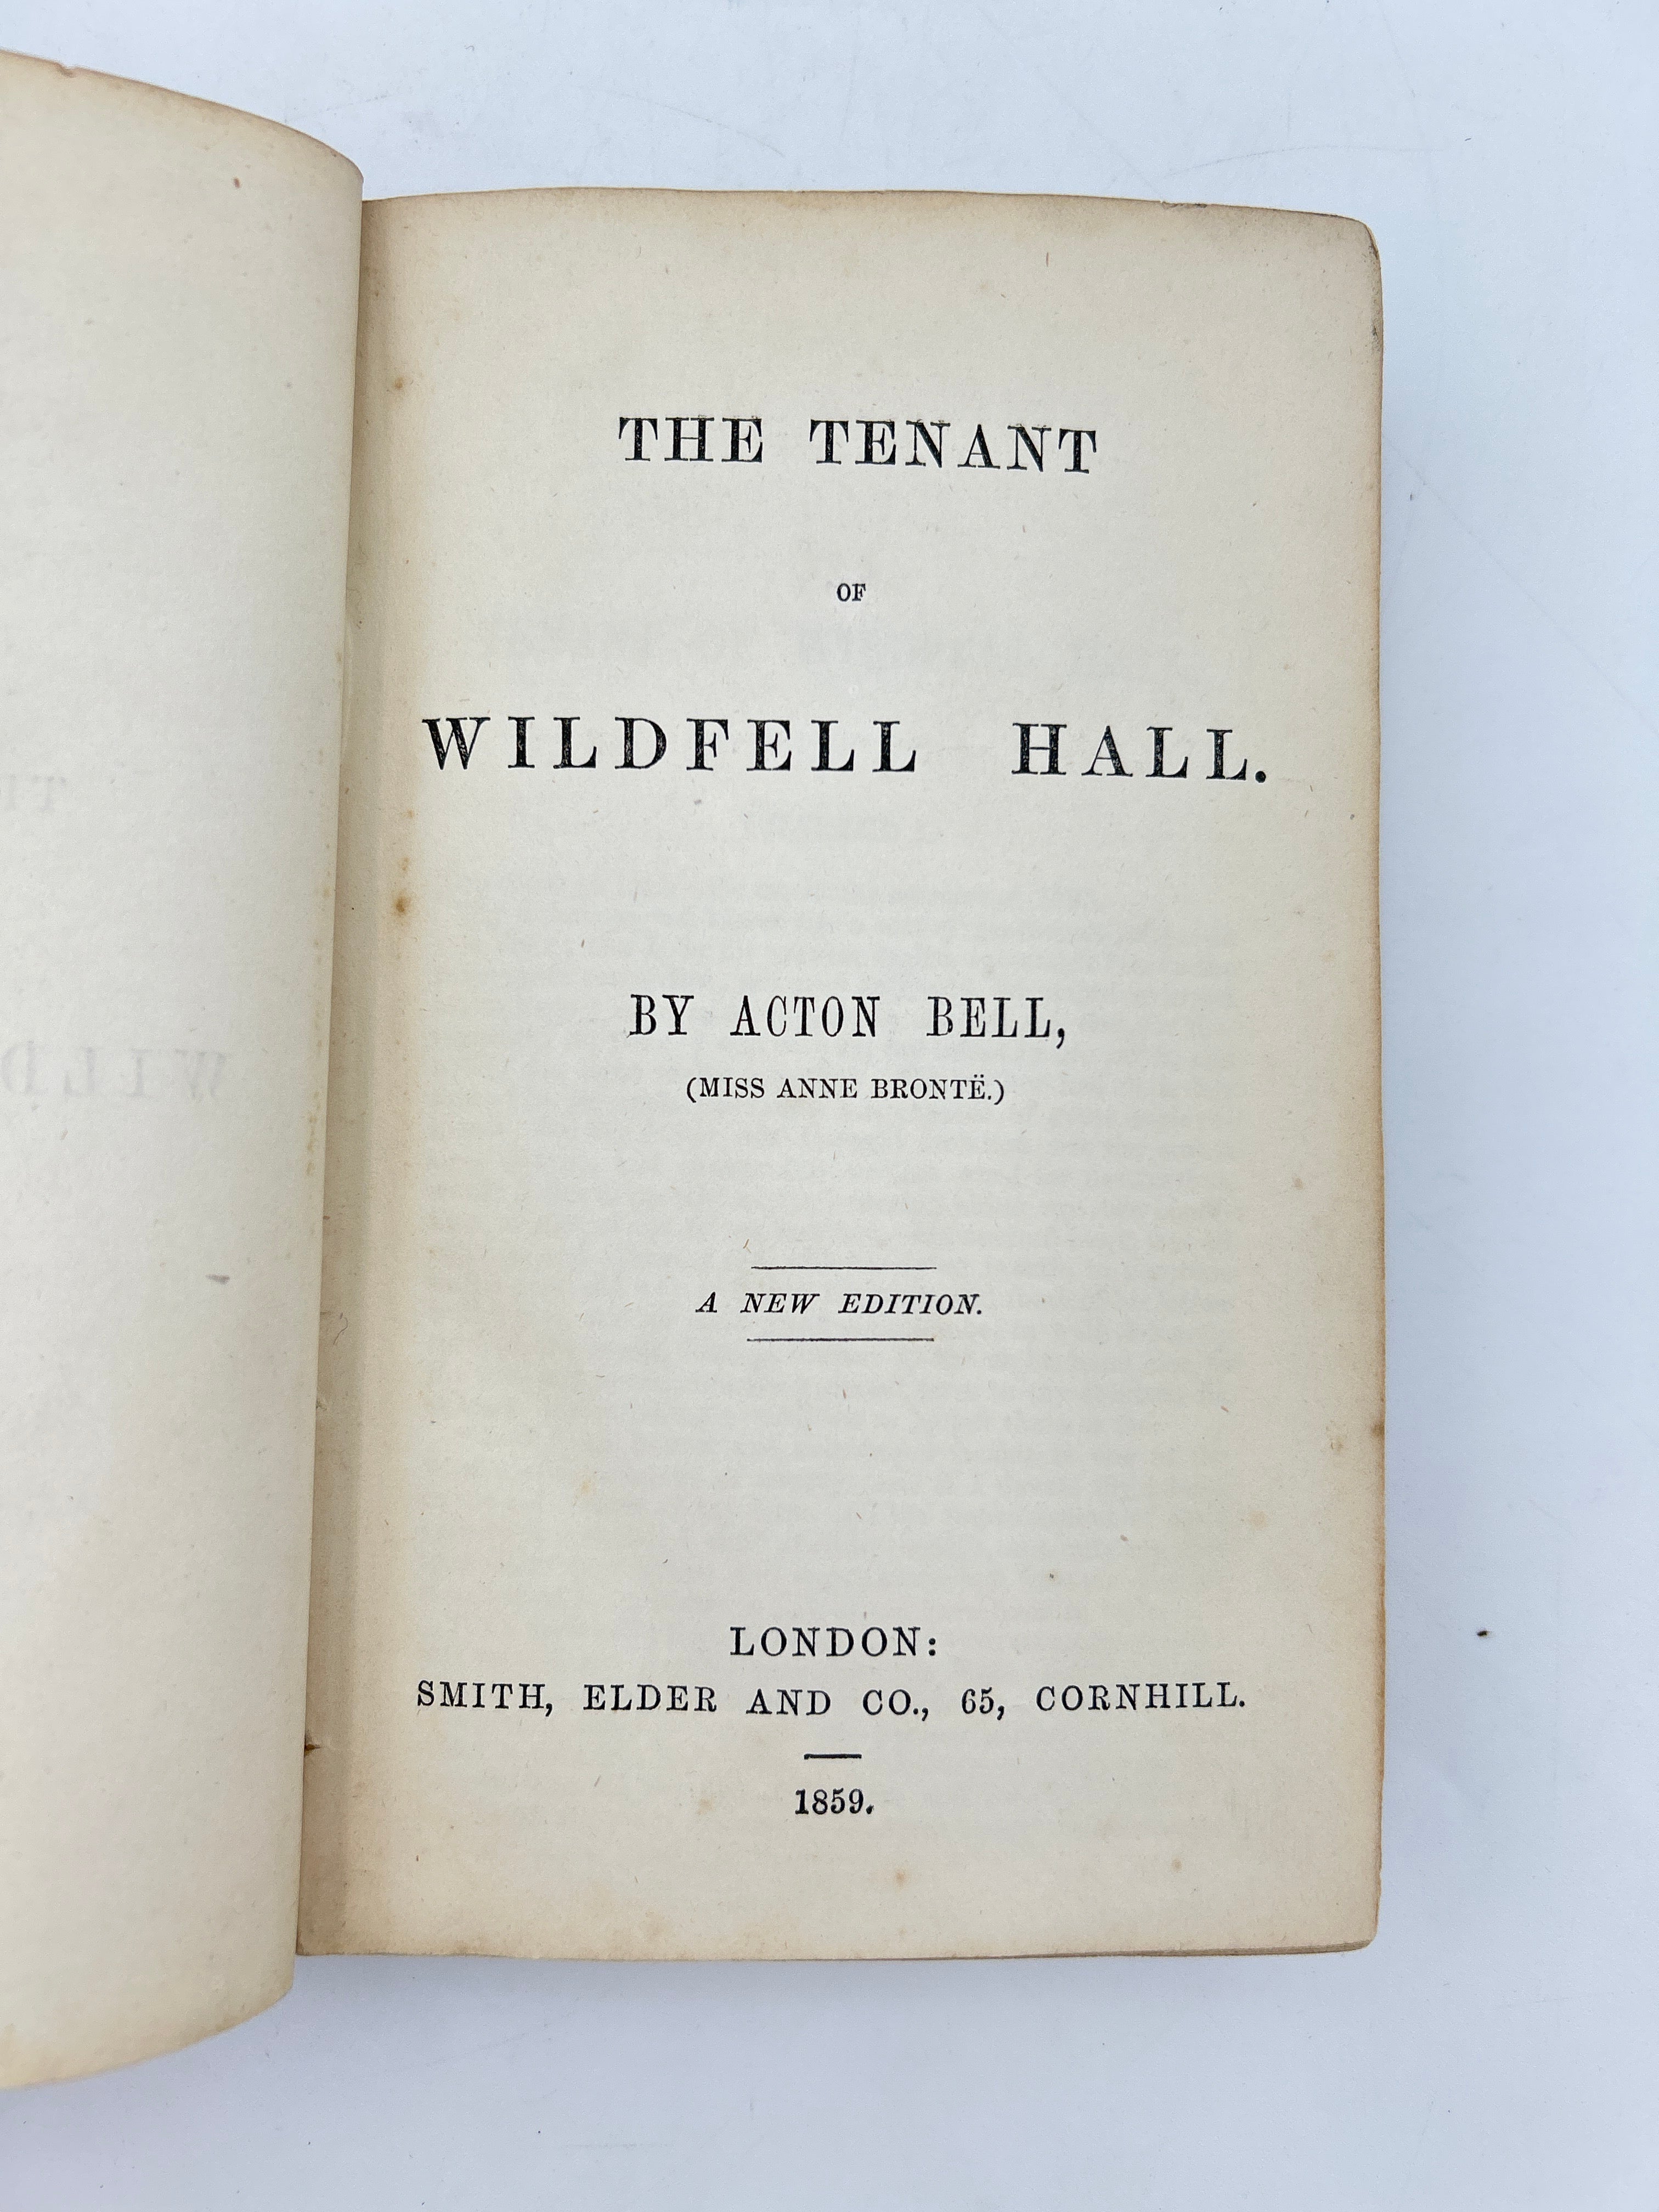 THE TENANT
OF
WILDFELL HALL.
BY ACTON BELL,
(MISS ANNE BRONTË.)
A NEW EDITION.
LONDON:
SMITH, ELDER AND CO., 65, CORNHILL.
1859.